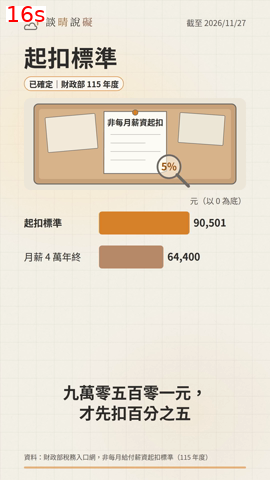 16s
談晴說礙
截至 2026/11/27
起扣標準
已確定｜財政部 115 年度
非每月薪資起扣
5%
元（以 0 為底）
起扣標準 90,501
月薪 4 萬年終 64,400
九萬零五百零一元，
才先扣百分之五
資料：財政部稅務入口網，非每月給付薪資起扣標準（115 年度）